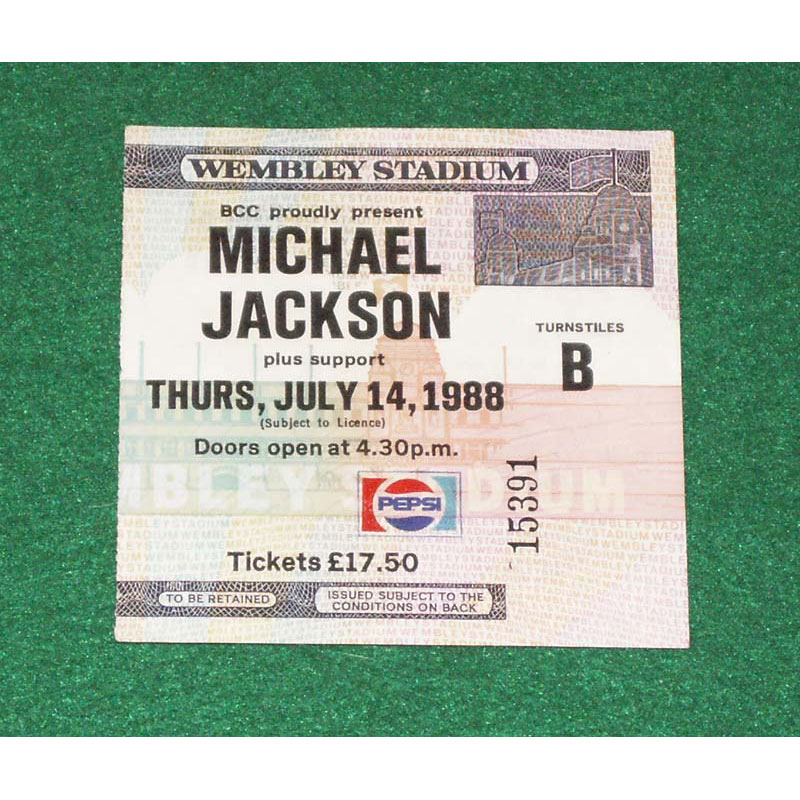 WEMBLEY STADIUM
BCC proudly present
MICHAEL
JACKSON
plus support
THURS, JULY 14, 1988
(Subject to Licence)
Doors open at 4.30p.m.
TURNSTILES
B
PEPSI
15391
Tickets £17.50
TO BE RETAINED
ISSUED SUBJECT TO THE
CONDITIONS ON BACK